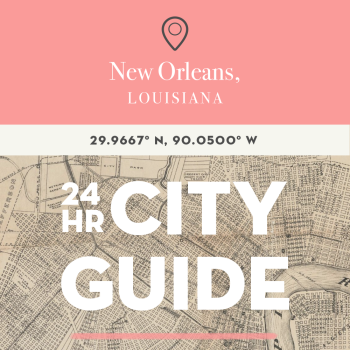 New Orleans,
LOUISIANA
29.9667° N, 90.0500° W
24 HR CITY
GUIDE